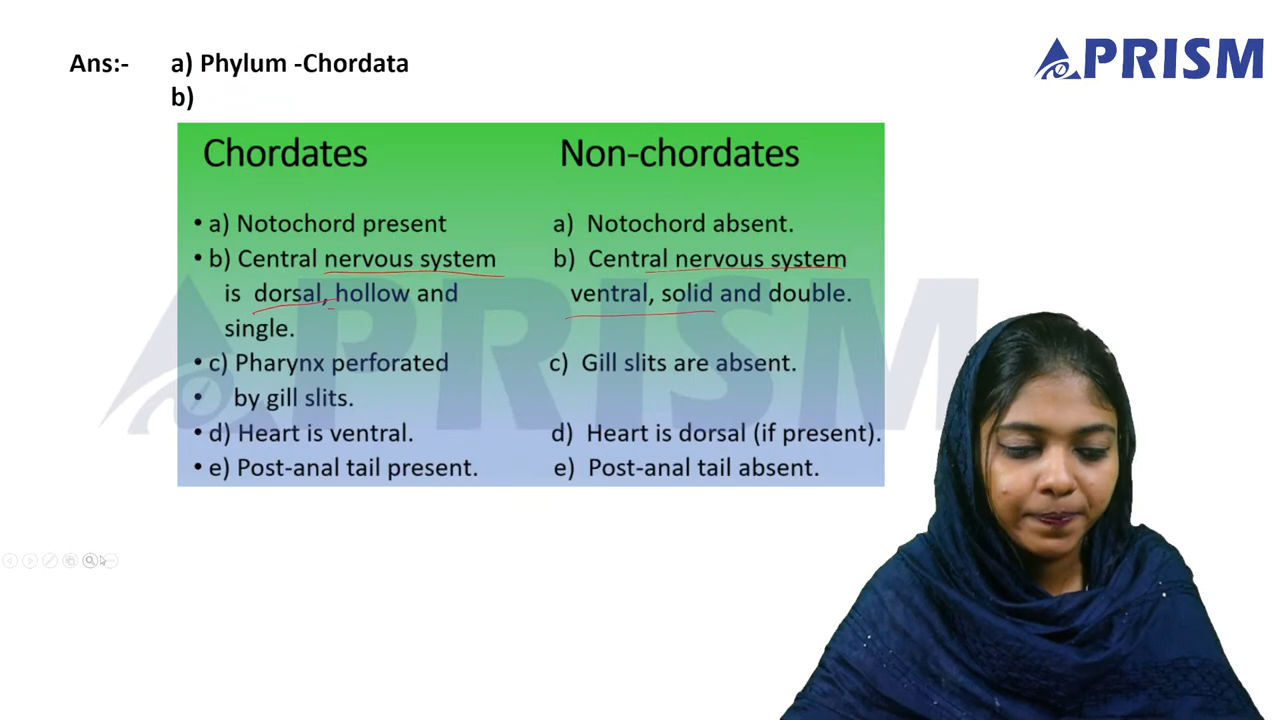 Ans:- a) Phylum -Chordata
PRISM
b)
Chordates Non-chordates
• a) Notochord present a) Notochord absent.
• b) Central nervous system b) Central nervous system
is dorsal, hollow and ventral, solid and double.
single.
• c) Pharynx perforated c) Gill slits are absent.
• by gill slits.
• d) Heart is ventral. d) Heart is dorsal (if present).
• e) Post-anal tail present. e) Post-anal tail absent.
PRISM